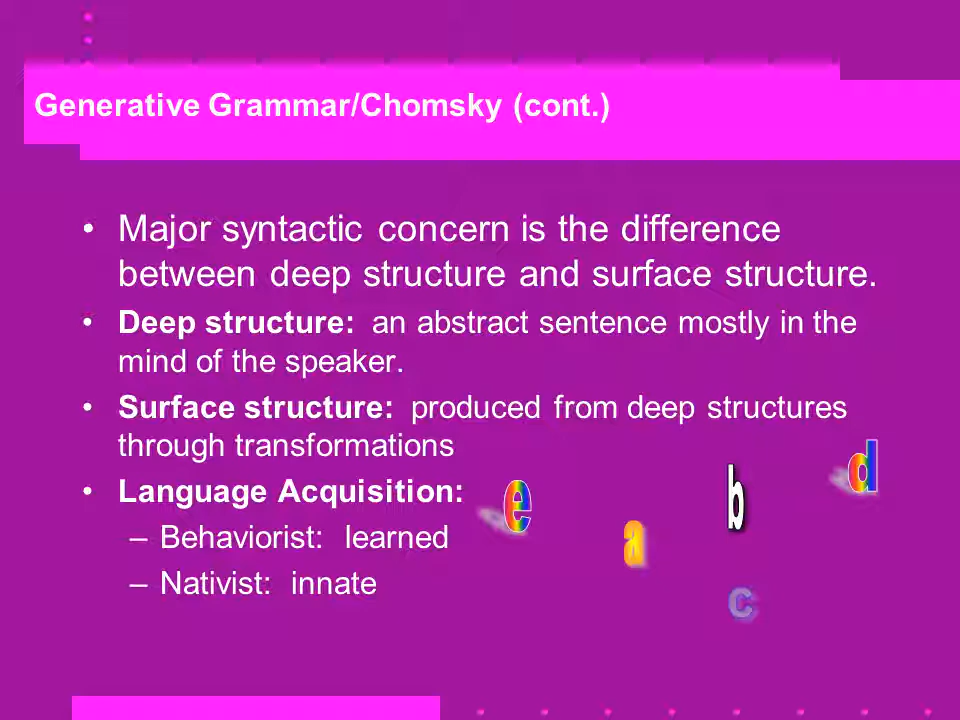 Generative Grammar/Chomsky (cont.)
• Major syntactic concern is the difference
between deep structure and surface structure.
• Deep structure: an abstract sentence mostly in the
mind of the speaker.
• Surface structure: produced from deep structures
through transformations
• Language Acquisition:
– Behaviorist: learned
– Nativist: innate
e
a
b
c
d